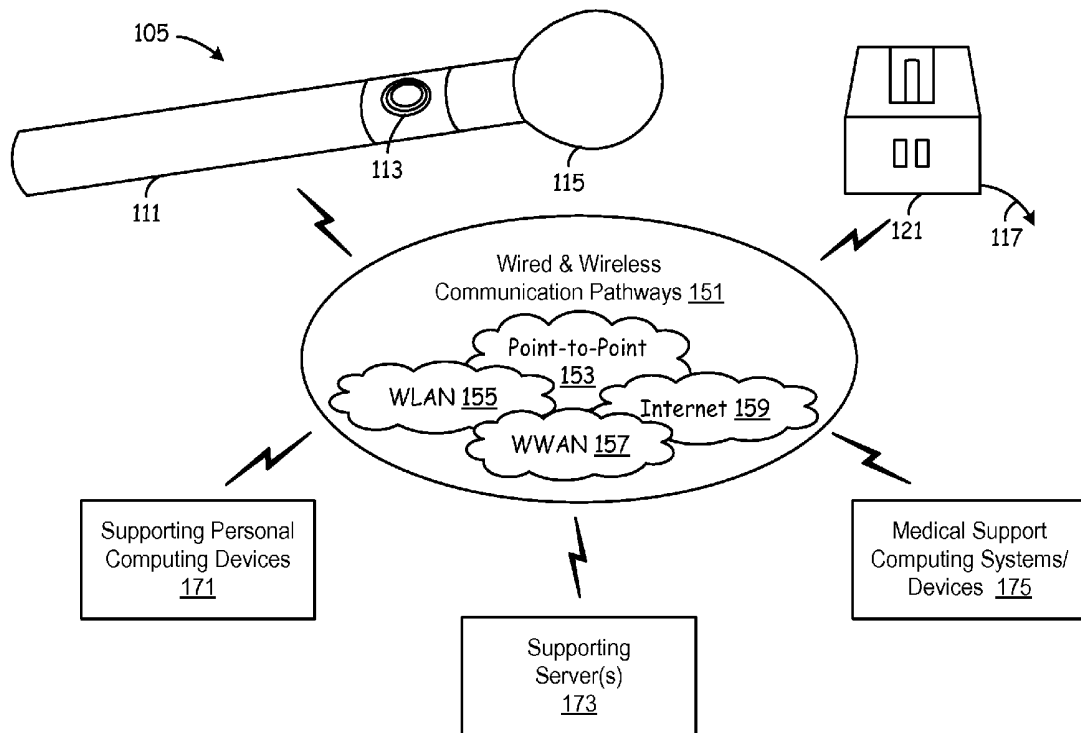 105
113
115
111
121
117
Wired & Wireless
Communication Pathways 151
Point-to-Point
153
WLAN 155
Internet 159
WWAN 157
Supporting Personal
Computing Devices
171
Medical Support
Computing Systems/
Devices 175
Supporting
Server(s)
173